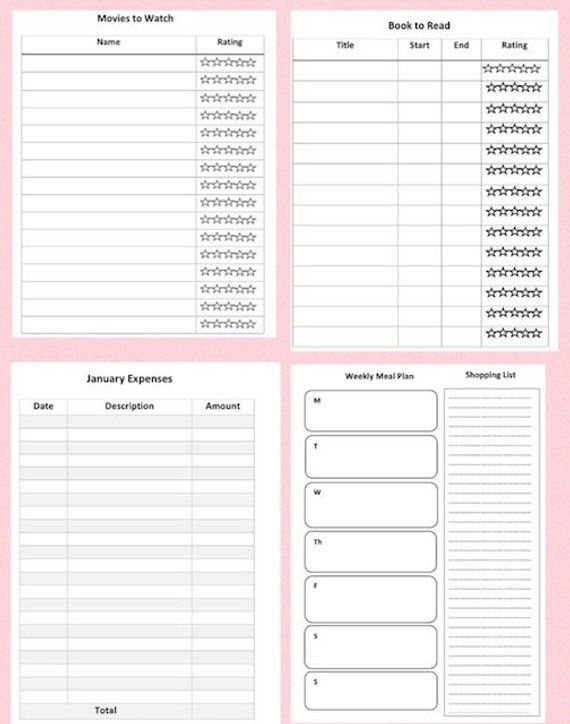 Movies to Watch
Name Rating
Book to Read
Title Start End Rating
January Expenses
Date Description Amount
Total
Weekly Meal Plan
M
T
W
Th
F
S
S
Shopping List